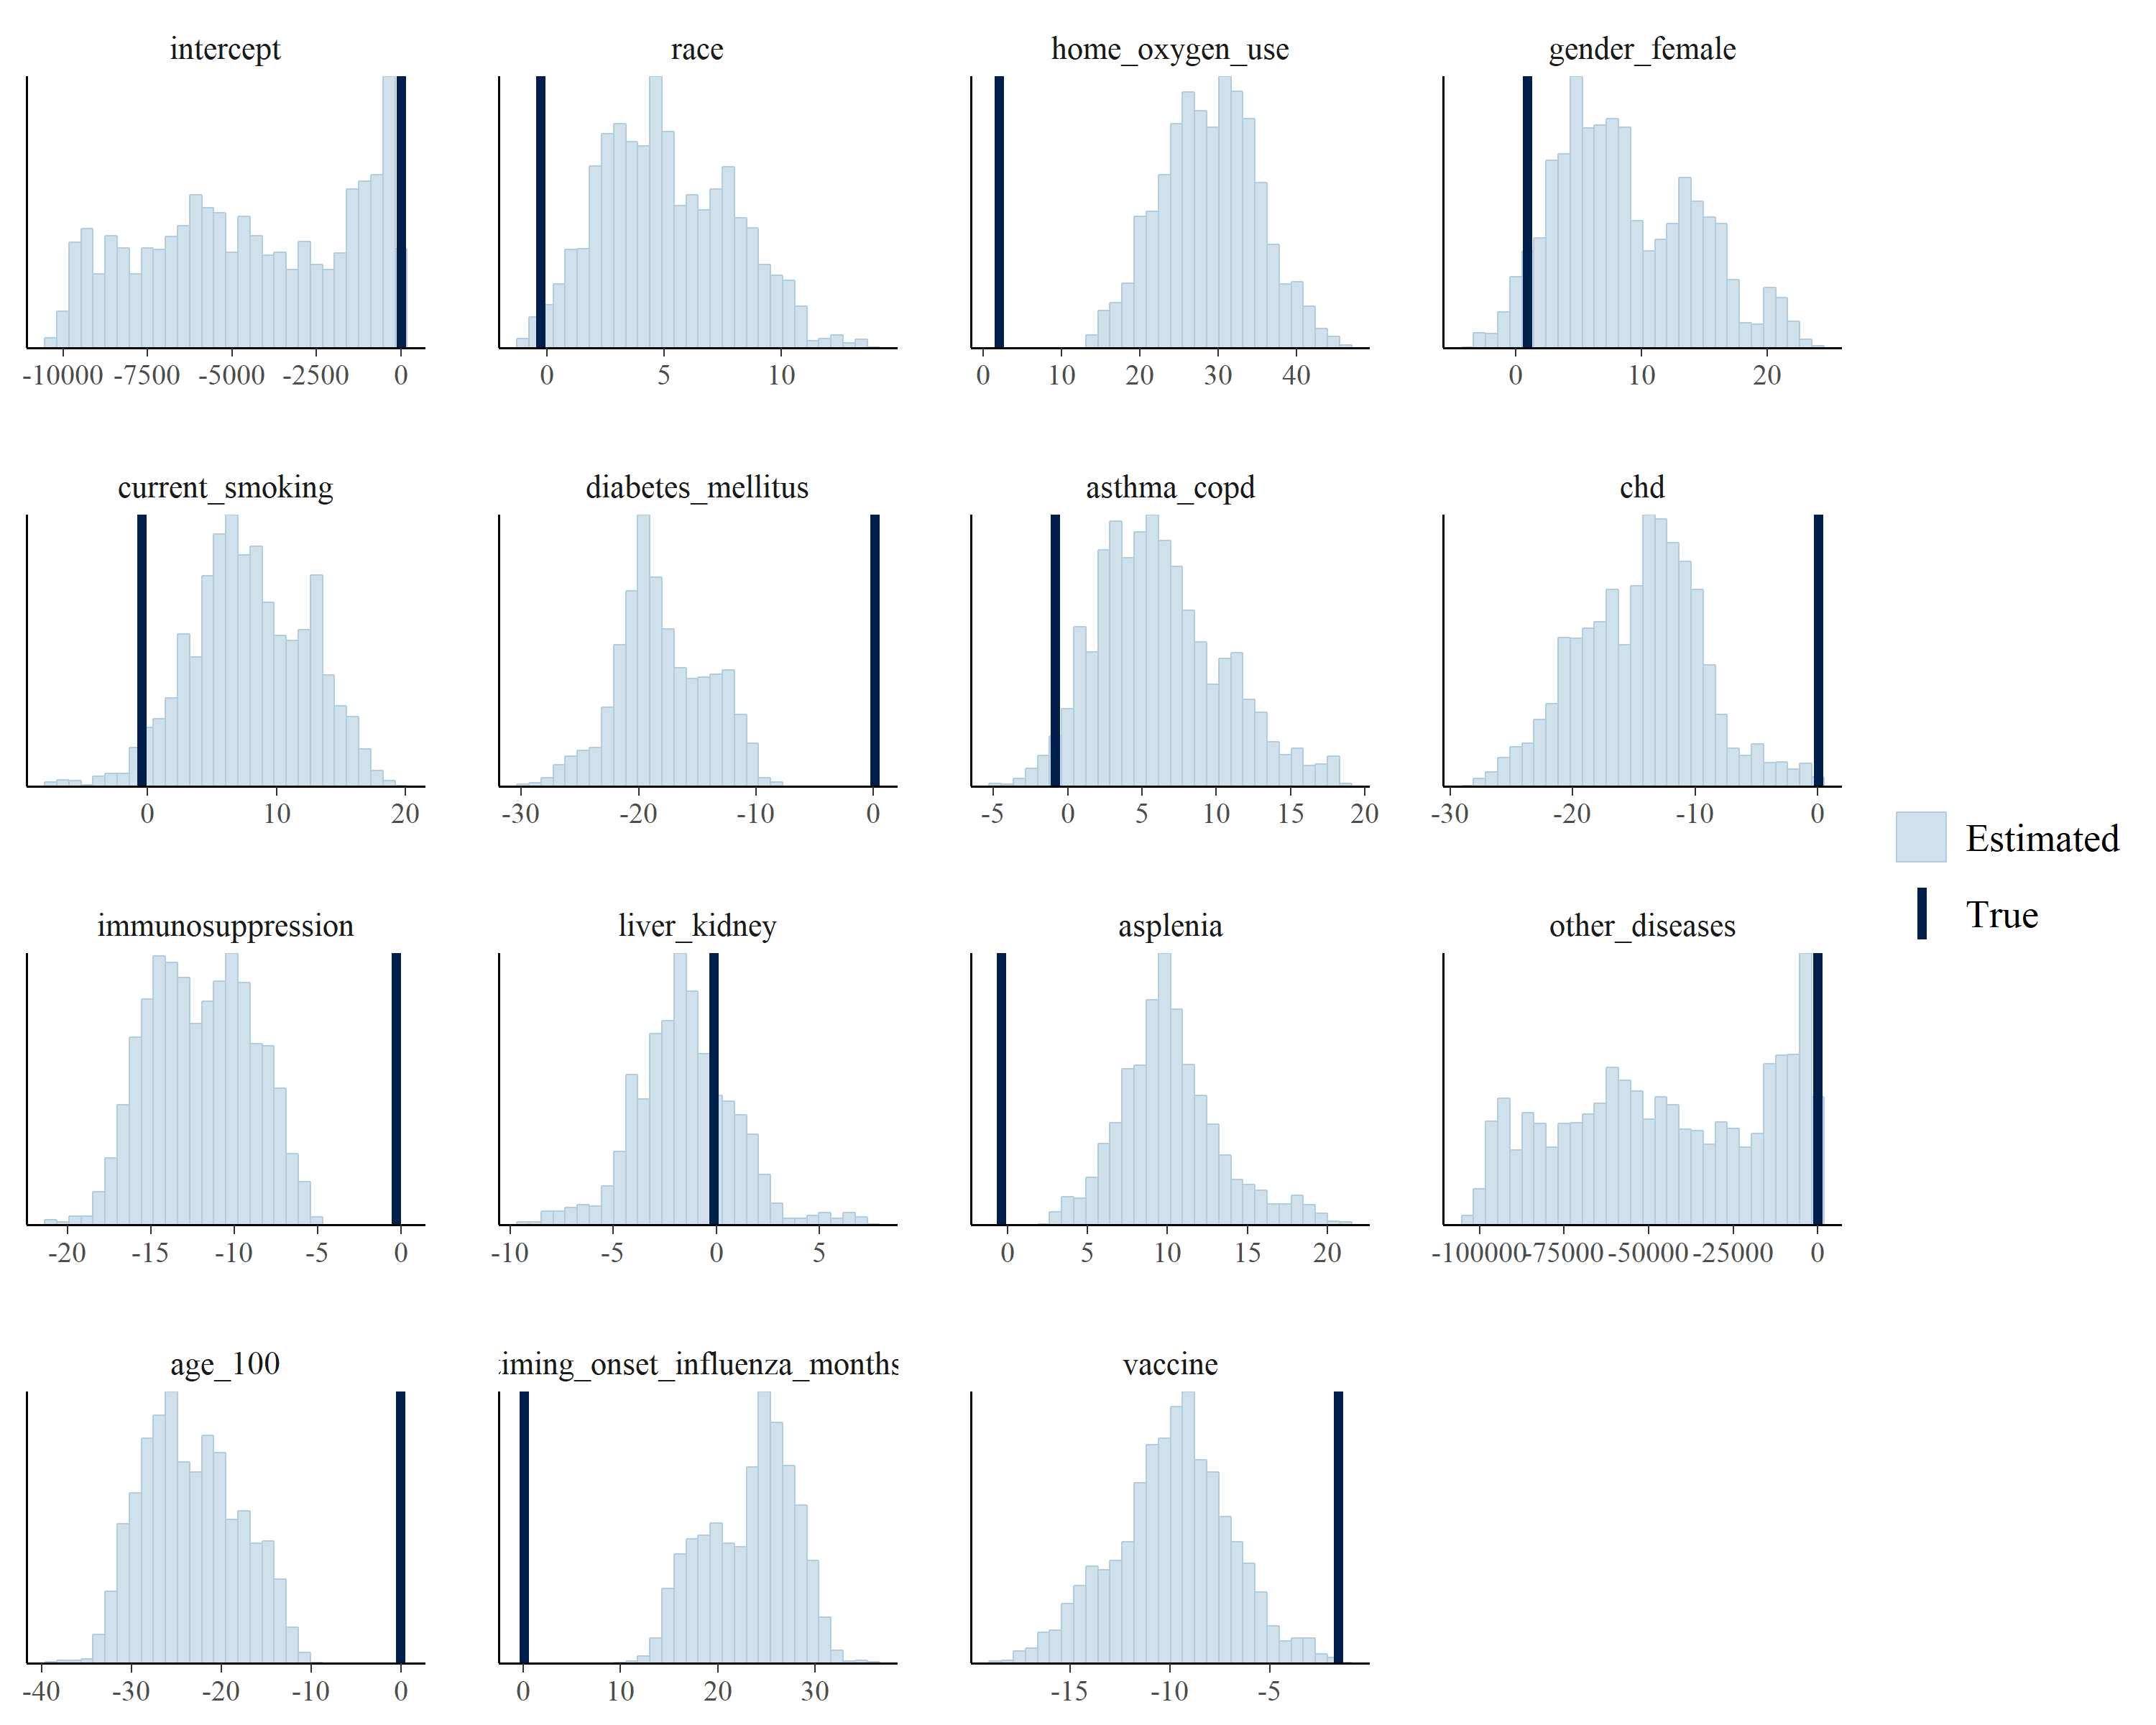 intercept race home_oxygen_use gender_female
-10000 -7500 -5000 -2500 0 0 5 10 0 10 20 30 40 0 10 20
current_smoking diabetes_mellitus asthma_copd chd
0 10 20 -30 -20 -10 0 -5 0 5 10 15 20 -30 -20 -10 0
Estimated
True
immunosuppression liver_kidney asplenia other_diseases
-20 -15 -10 -5 0 -10 -5 0 5 0 5 10 15 20 -100000 -75000 -50000 -25000 0
age_100 timing_onset_influenza_months vaccine
-40 -30 -20 -10 0 0 10 20 30 -15 -10 -5